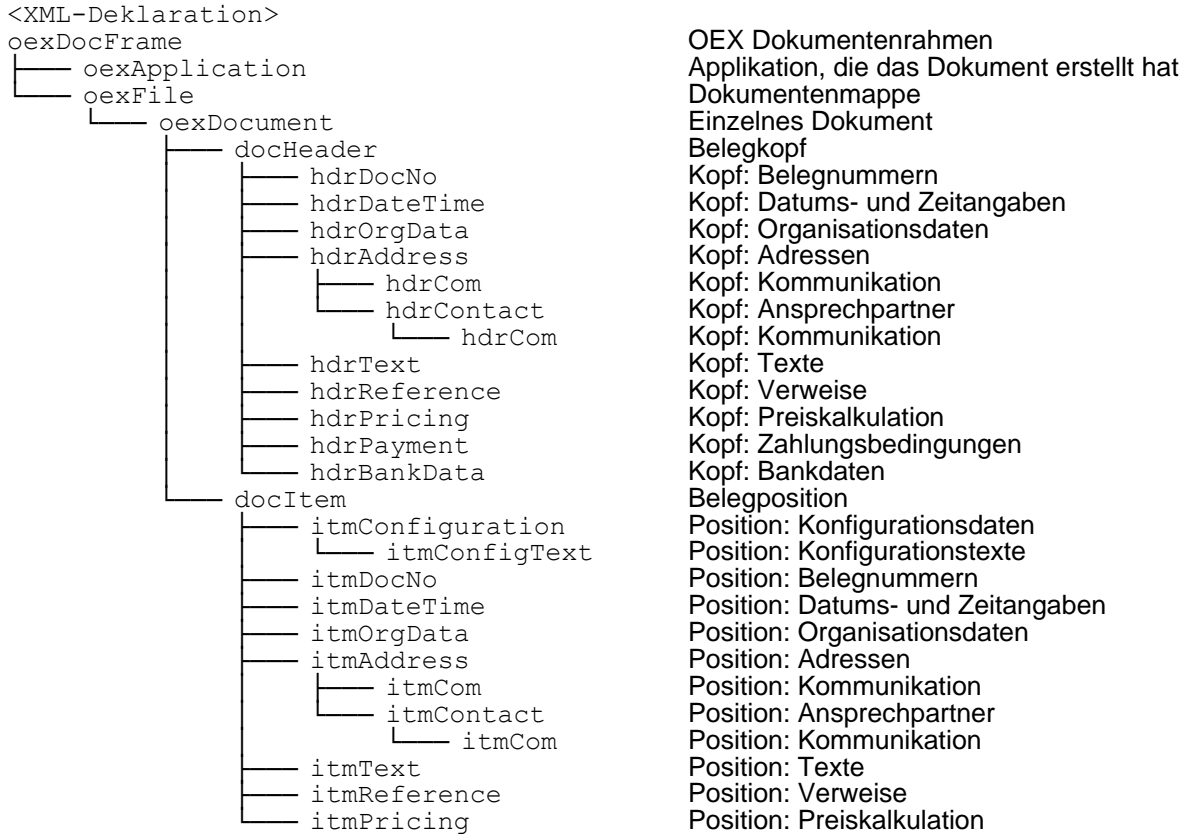 <XML-Deklaration>
oexDocFrame OEX Dokumentenrahmen
oexApplication Applikation, die das Dokument erstellt hat
oexFile Dokumentenmappe
oexDocument Einzelnes Dokument
docHeader Belegkopf
hdrDocNo Kopf: Belegnummern
hdrDateTime Kopf: Datums- und Zeitangaben
hdrOrgData Kopf: Organisationsdaten
hdrAddress Kopf: Adressen
hdrCom Kopf: Kommunikation
hdrContact Kopf: Ansprechpartner
hdrCom Kopf: Kommunikation
hdrText Kopf: Texte
hdrReference Kopf: Verweise
hdrPricing Kopf: Preiskalkulation
hdrPayment Kopf: Zahlungsbedingungen
hdrBankData Kopf: Bankdaten
docItem Belegposition
itmConfiguration Position: Konfigurationsdaten
itmConfigText Position: Konfigurationstexte
itmDocNo Position: Belegnummern
itmDateTime Position: Datums- und Zeitangaben
itmOrgData Position: Organisationsdaten
itmAddress Position: Adressen
itmCom Position: Kommunikation
itmContact Position: Ansprechpartner
itmCom Position: Kommunikation
itmText Position: Texte
itmReference Position: Verweise
itmPricing Position: Preiskalkulation